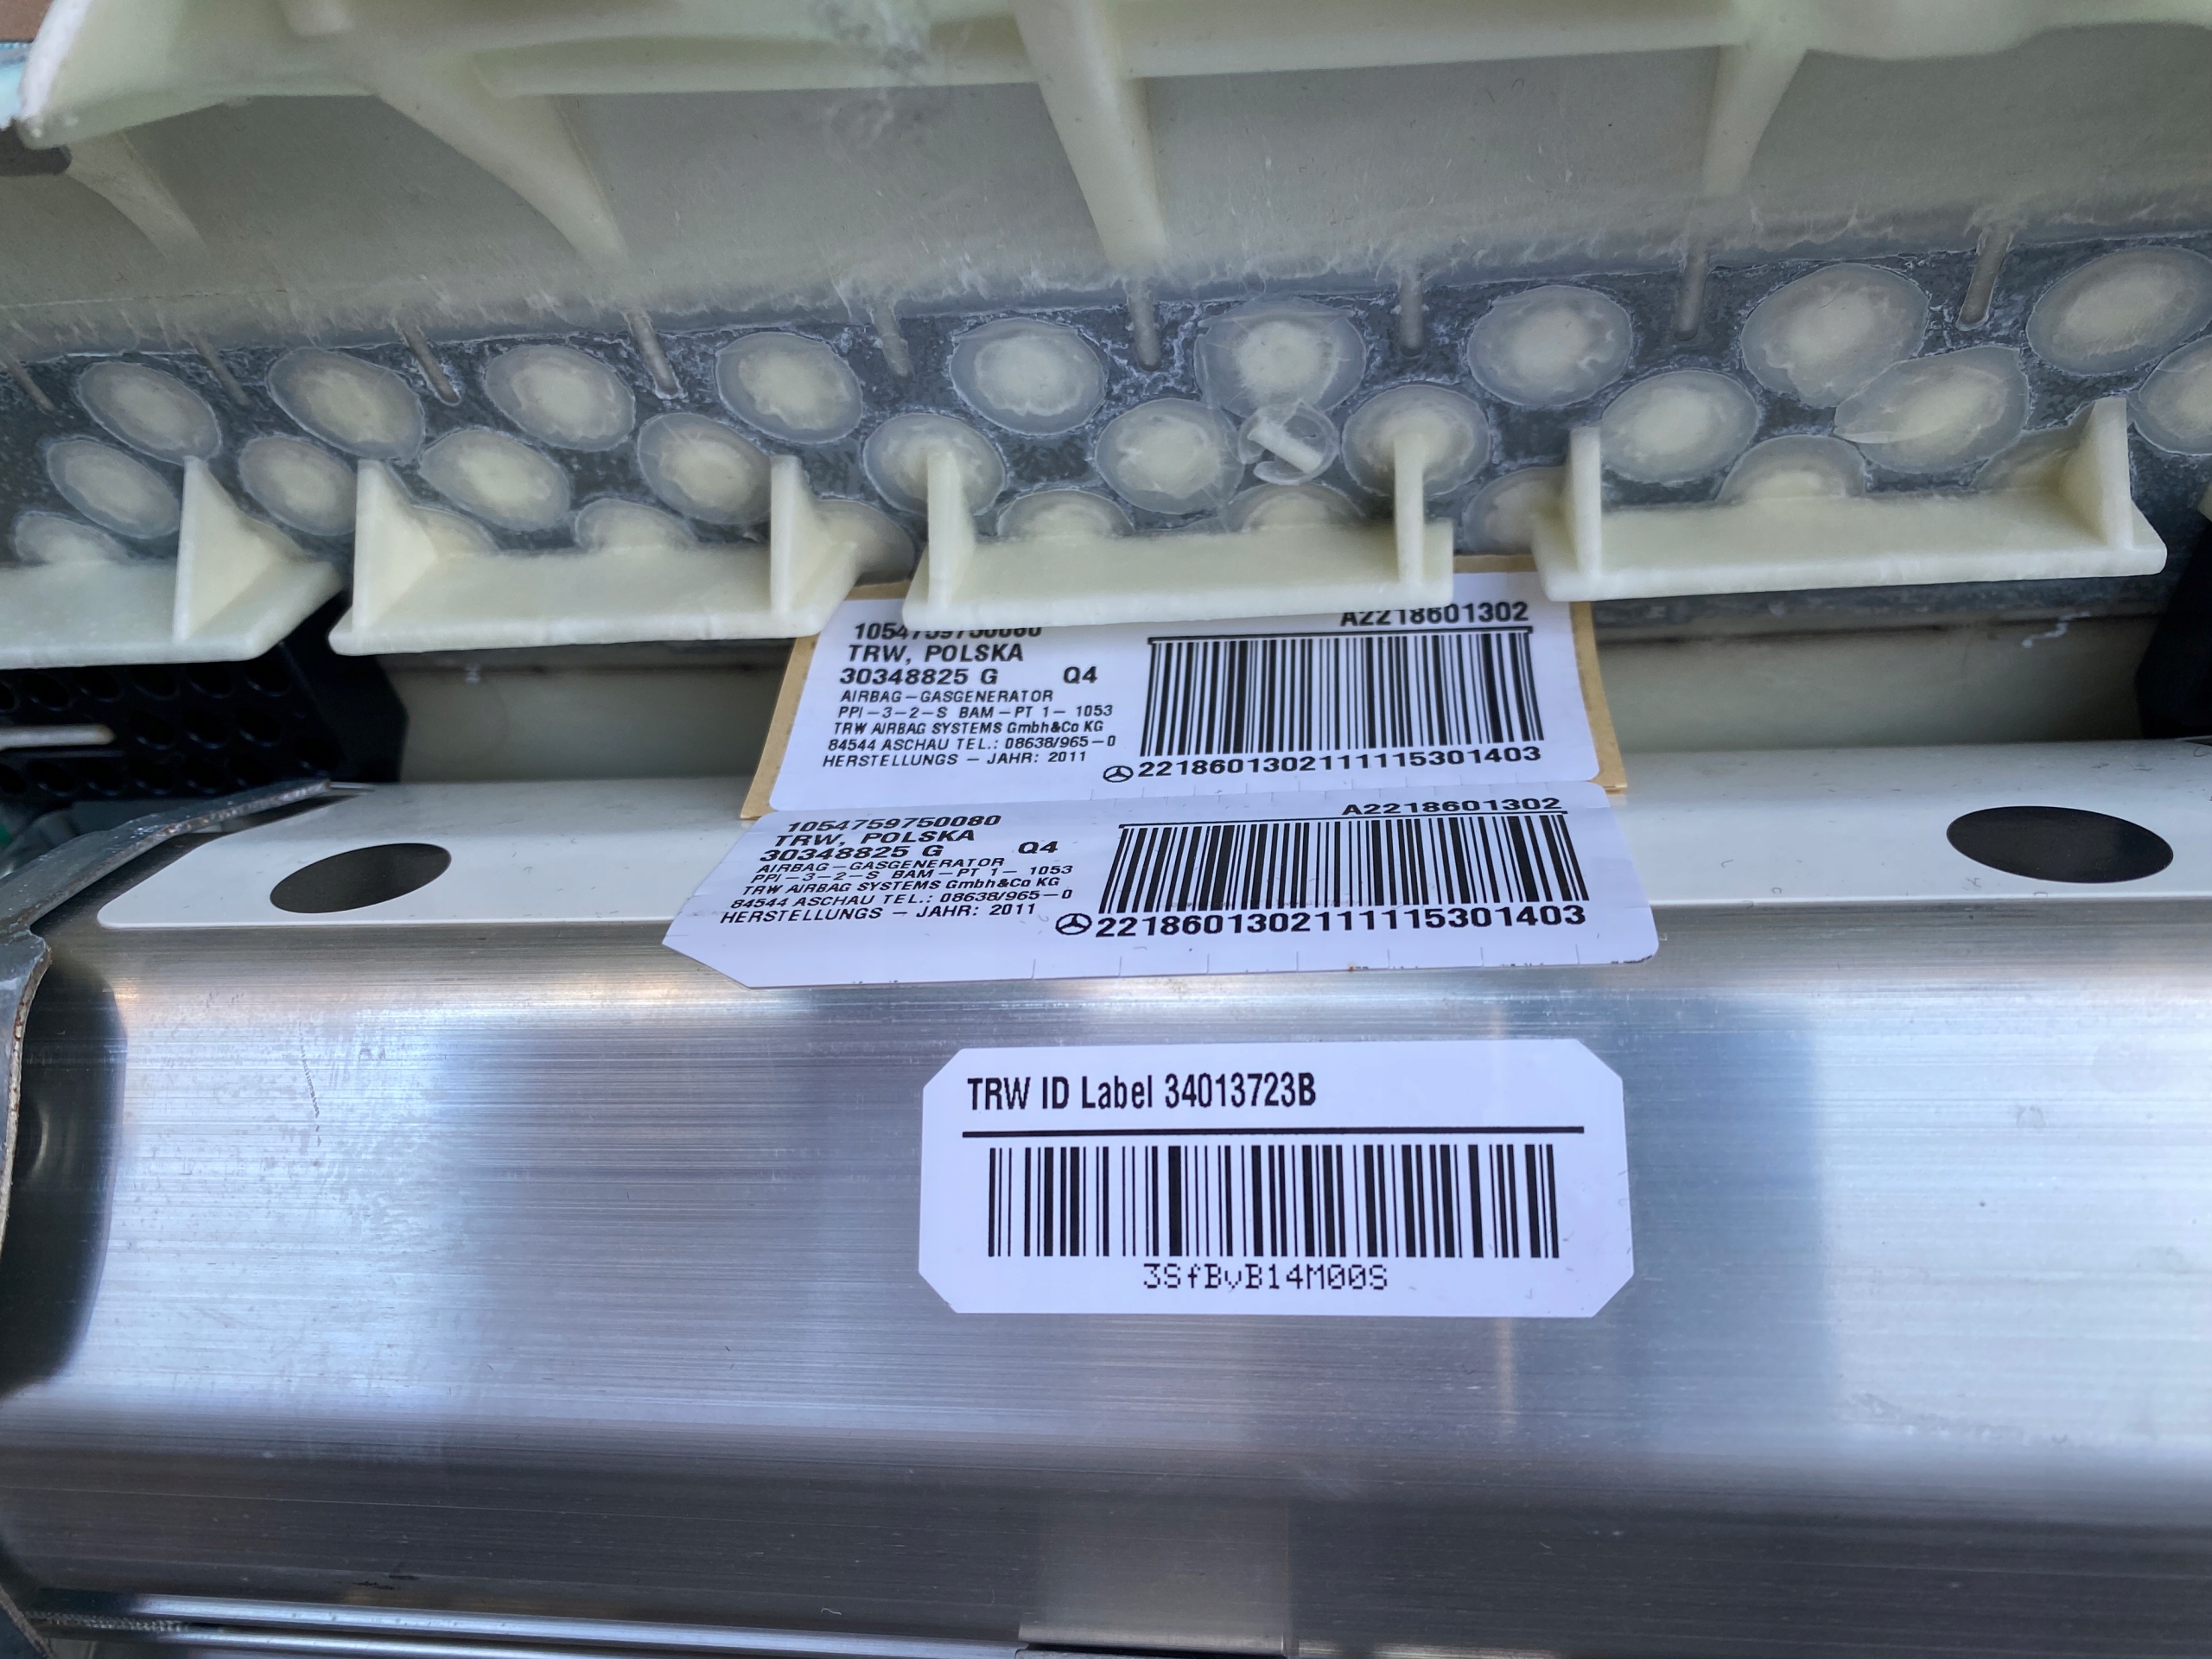 A2218601302
1054759750080
TRW, POLSKA
30348825 G Q4
AIRBAG-GASGENERATOR
PPI-3-2-S BAM-PT 1- 1053
TRW AIRBAG SYSTEMS Gmbh&Co KG
84544 ASCHAU TEL.: 08638/965-0
HERSTELLUNGS - JAHR: 2011
2218601302111115301403
A2218601302
1054759750080
TRW, POLSKA
30348825 G Q4
AIRBAG-GASGENERATOR
PPI-3-2-S BAM-PT 1- 1053
TRW AIRBAG SYSTEMS Gmbh&Co KG
84544 ASCHAU TEL.: 08638/965-0
HERSTELLUNGS - JAHR: 2011
2218601302111115301403
TRW ID Label 34013723B
3SfBvB14M00S